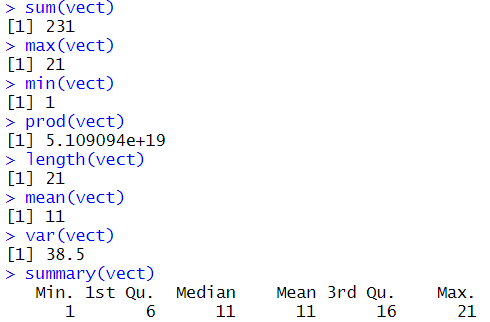 > sum(vect)
[1] 231
> max(vect)
[1] 21
> min(vect)
[1] 1
> prod(vect)
[1] 5.109094e+19
> length(vect)
[1] 21
> mean(vect)
[1] 11
> var(vect)
[1] 38.5
> summary(vect)
   Min. 1st Qu.  Median    Mean 3rd Qu.    Max.
      1       6      11      11      16      21